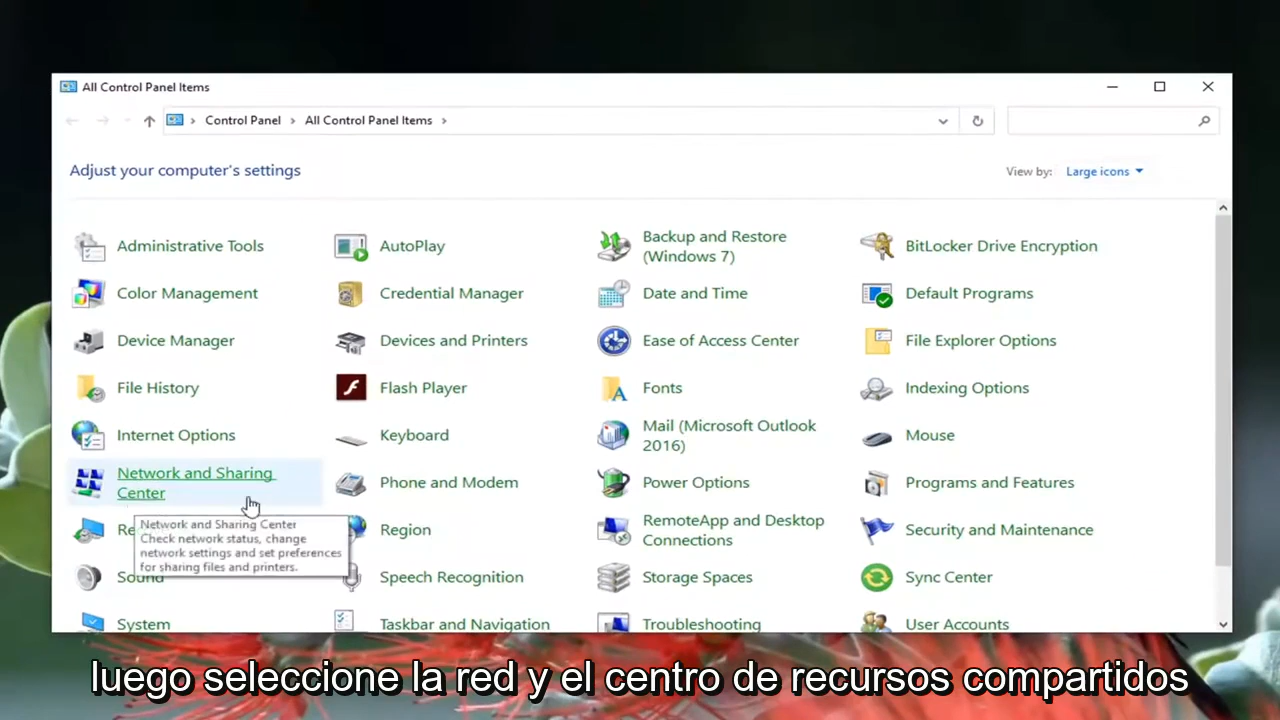 All Control Panel Items
Control Panel > All Control Panel Items >
Adjust your computer's settings
View by: Large icons
Administrative Tools
AutoPlay
Backup and Restore
(Windows 7)
BitLocker Drive Encryption
Color Management
Credential Manager
Date and Time
Default Programs
Device Manager
Devices and Printers
Ease of Access Center
File Explorer Options
File History
Flash Player
Fonts
Indexing Options
Internet Options
Keyboard
Mail (Microsoft Outlook
2016)
Mouse
Network and Sharing
Center
Phone and Modem
Power Options
Programs and Features
Network and Sharing Center
Check network status, change
network settings and set preferences
for sharing files and printers.
Region
RemoteApp and Desktop
Connections
Security and Maintenance
Sound
Speech Recognition
Storage Spaces
Sync Center
System
Taskbar and Navigation
Troubleshooting
User Accounts
luego seleccione la red y el centro de recursos compartidos